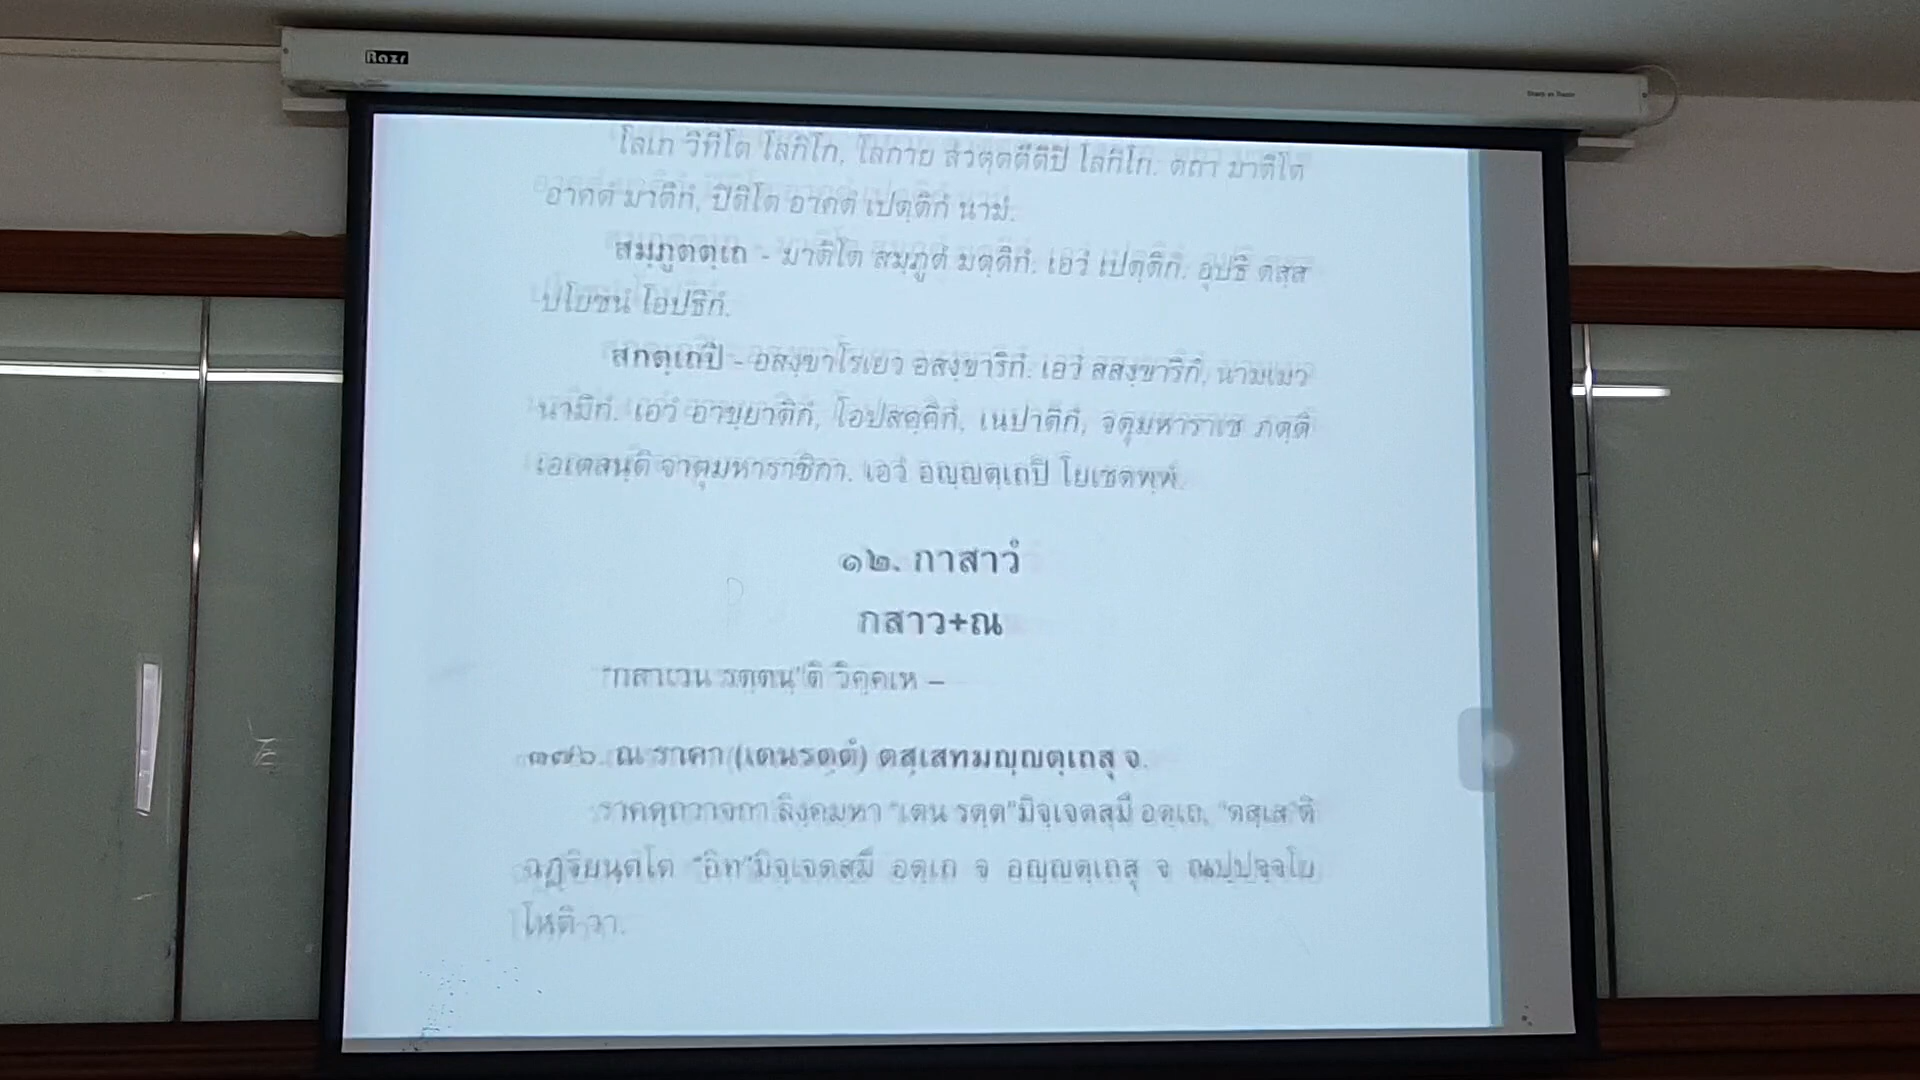 Razr
โลเก วิทิโต โลกิโก, โลกาย สํวตฺตตีติปิ โลกิโก. ตถา มาติโต
อาคตํ มาติกํ, ปิติโต อาคตํ เปตฺติกํ นามํ.
สมฺภูตตฺเถ - มาติโต สมฺภูตํ มตฺติกํ. เอวํ เปตฺติกํ. อุปธิ ตสฺส
ปโยชนํ โอปธิกํ.
สกตฺเถปิ - อสงฺขาโรเยว อสงฺขาริกํ. เอวํ สสงฺขาริกํ, นามเมว
นามิกํ. เอวํ อาขฺยาติกํ, โอปสคฺคิกํ, เนปาติกํ, จตุมหาราเช ภตฺติ
เอเตสนฺติ จาตุมหาราชิกา. เอวํ อญฺญตฺเถปิ โยเชตพฺพํ.
๑๒. กาสาวํ
กสาว+ณ
"กสาเวน รตฺตนฺ"ติ วิคฺคเห –
๓๗๖. ณ ราคา (เตนรตฺตํ) ตสฺเสทมญฺญตฺเถสุ จ.
ราคตฺถวาจกา ลิงฺคมหา "เตน รตฺต"มิจฺเจตสฺมึ อตฺเถ, "ตสฺเส"ติ
ฉฏฺฐิยนฺตโต "อิท"มิจฺเจตสฺมึ อตฺเถ จ อญฺญตฺเถสุ จ ณปฺปจฺจโย
โหติ วา.